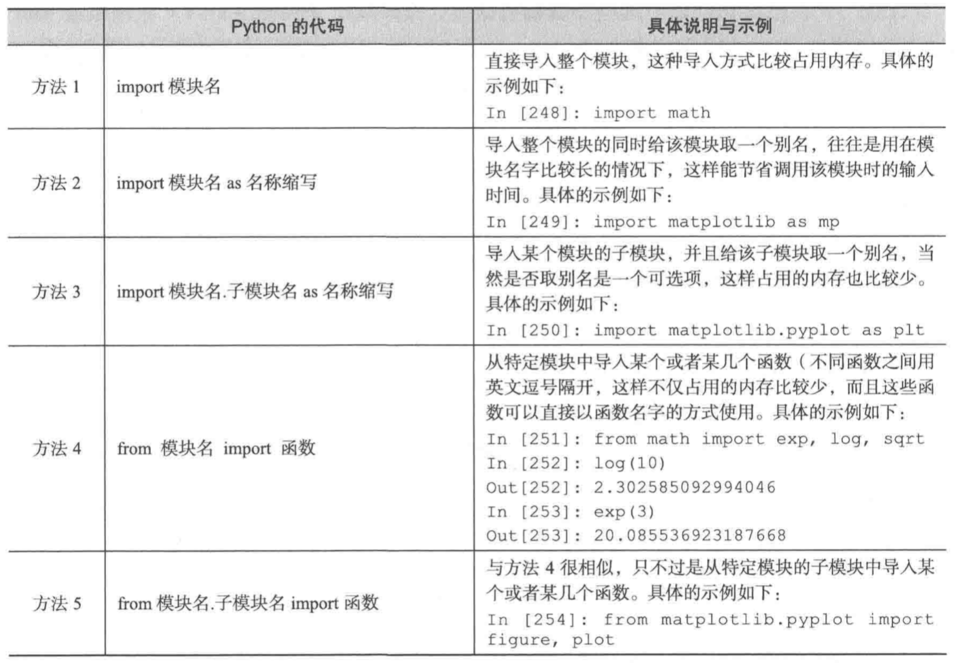 Python 的代码 具体说明与示例
方法 1 import 模块名 直接导入整个模块，这种导入方式比较占用内存。具体的
示例如下：
In [248]: import math
方法 2 import 模块名 as 名称缩写 导入整个模块的同时给该模块取一个别名，往往是用在模
块名字比较长的情况下，这样能节省调用该模块时的输入
时间。具体的示例如下：
In [249]: import matplotlib as mp
方法 3 import 模块名.子模块名 as 名称缩写 导入某个模块的子模块，并且给该子模块取一个别名，当
然是否取别名是一个可选项，这样占用的内存也比较少。
具体的示例如下：
In [250]: import matplotlib.pyplot as plt
方法 4 from 模块名 import 函数 从特定模块中导入某个或者某几个函数（不同函数之间用
英文逗号隔开，这样不仅占用的内存比较少，而且这些函
数可以直接以函数名字的方式使用。具体的示例如下：
In [251]: from math import exp, log, sqrt
In [252]: log(10)
Out[252]: 2.302585092994046
In [253]: exp(3)
Out[253]: 20.085536923187668
方法 5 from 模块名.子模块名 import 函数 与方法 4 很相似，只不过是从特定模块的子模块中导入某
个或者某几个函数。具体的示例如下：
In [254]: from matplotlib.pyplot import
figure, plot